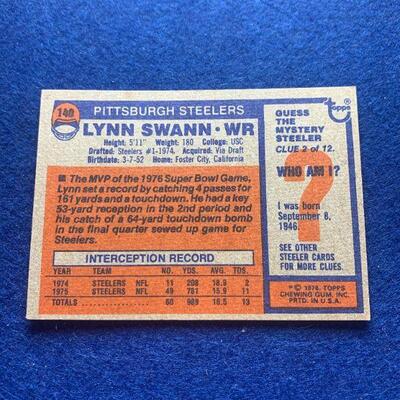 140
PITTSBURGH STEELERS
LYNN SWANN • WR
Height: 5'11" Weight: 180 College: USC
Drafted: Steelers #1-1974. Acquired: Via Draft
Birthdate: 3-7-52 Home: Foster City, California
The MVP of the 1976 Super Bowl Game,
Lynn set a record by catching 4 passes for
161 yards and a touchdown. He had a key
53-yard reception in the 2nd period and
his catch of a 64-yard touchdown bomb
in the final quarter sewed up game for
Steelers.
INTERCEPTION RECORD
YEAR TEAM NO. YDS. AVG. TDS
1974 STEELERS NFL 11 208 18.9 2
1975 STEELERS NFL 49 781 15.9 11
TOTALS 60 989 16.5 13
Topps
®
GUESS
THE
MYSTERY
STEELER
CLUE 2 of 12.
?
WHO AM I?
I was born
September 8,
1946.
SEE OTHER
STEELER CARDS
FOR MORE CLUES.
© 1976. TOPPS
CHEWING GUM, INC.
PRTD. IN U.S.A.